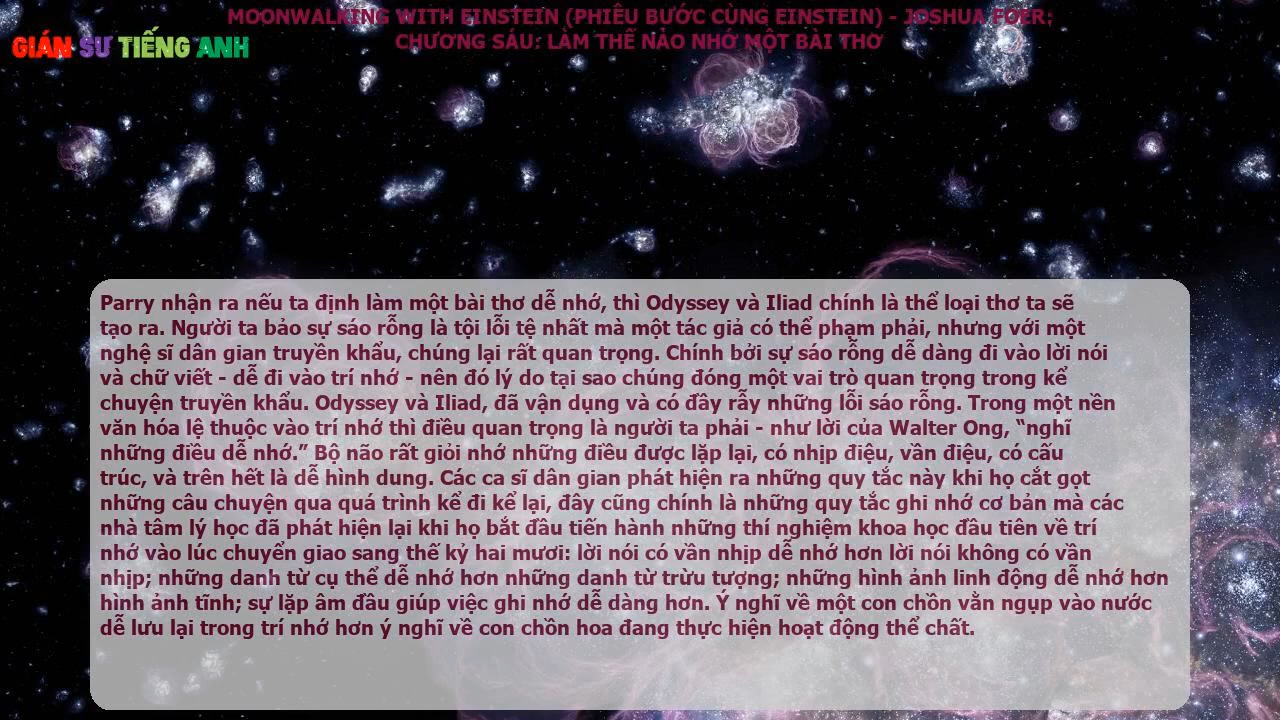 MOONWALKING WITH EINSTEIN (PHIÊU BƯỚC CÙNG EINSTEIN) - JOSHUA FOER:
CHƯƠNG SÁU: LÀM THẾ NÀO NHỚ MỘT BÀI THƠ
GIÁN SƯ TIẾNG ANH
Parry nhận ra nếu ta định làm một bài thơ dễ nhớ, thì Odyssey và Iliad chính là thể loại thơ ta sẽ
tạo ra. Người ta bảo sự sáo rỗng là tội lỗi tệ nhất mà một tác giả có thể phạm phải, nhưng với một
nghệ sĩ dân gian truyền khẩu, chúng lại rất quan trọng. Chính bởi sự sáo rỗng dễ dàng đi vào lời nói
và chữ viết - dễ đi vào trí nhớ - nên đó lý do tại sao chúng đóng một vai trò quan trọng trong kể
chuyện truyền khẩu. Odyssey và Iliad, đã vận dụng và có đầy rẫy những lỗi sáo rỗng. Trong một nền
văn hóa lệ thuộc vào trí nhớ thì điều quan trọng là người ta phải - như lời của Walter Ong, “nghĩ
những điều dễ nhớ.” Bộ não rất giỏi nhớ những điều được lặp lại, có nhịp điệu, vần điệu, có cấu
trúc, và trên hết là dễ hình dung. Các ca sĩ dân gian phát hiện ra những quy tắc này khi họ cắt gọt
những câu chuyện qua quá trình kể đi kể lại, đây cũng chính là những quy tắc ghi nhớ cơ bản mà các
nhà tâm lý học đã phát hiện lại khi họ bắt đầu tiến hành những thí nghiệm khoa học đầu tiên về trí
nhớ vào lúc chuyển giao sang thế kỷ hai mươi: lời nói có vần nhịp dễ nhớ hơn lời nói không có vần
nhịp; những danh từ cụ thể dễ nhớ hơn những danh từ trừu tượng; những hình ảnh linh động dễ nhớ hơn
hình ảnh tĩnh; sự lặp âm đầu giúp việc ghi nhớ dễ dàng hơn. Ý nghĩ về một con chồn vằn ngụp vào nước
dễ lưu lại trong trí nhớ hơn ý nghĩ về con chồn hoa đang thực hiện hoạt động thể chất.